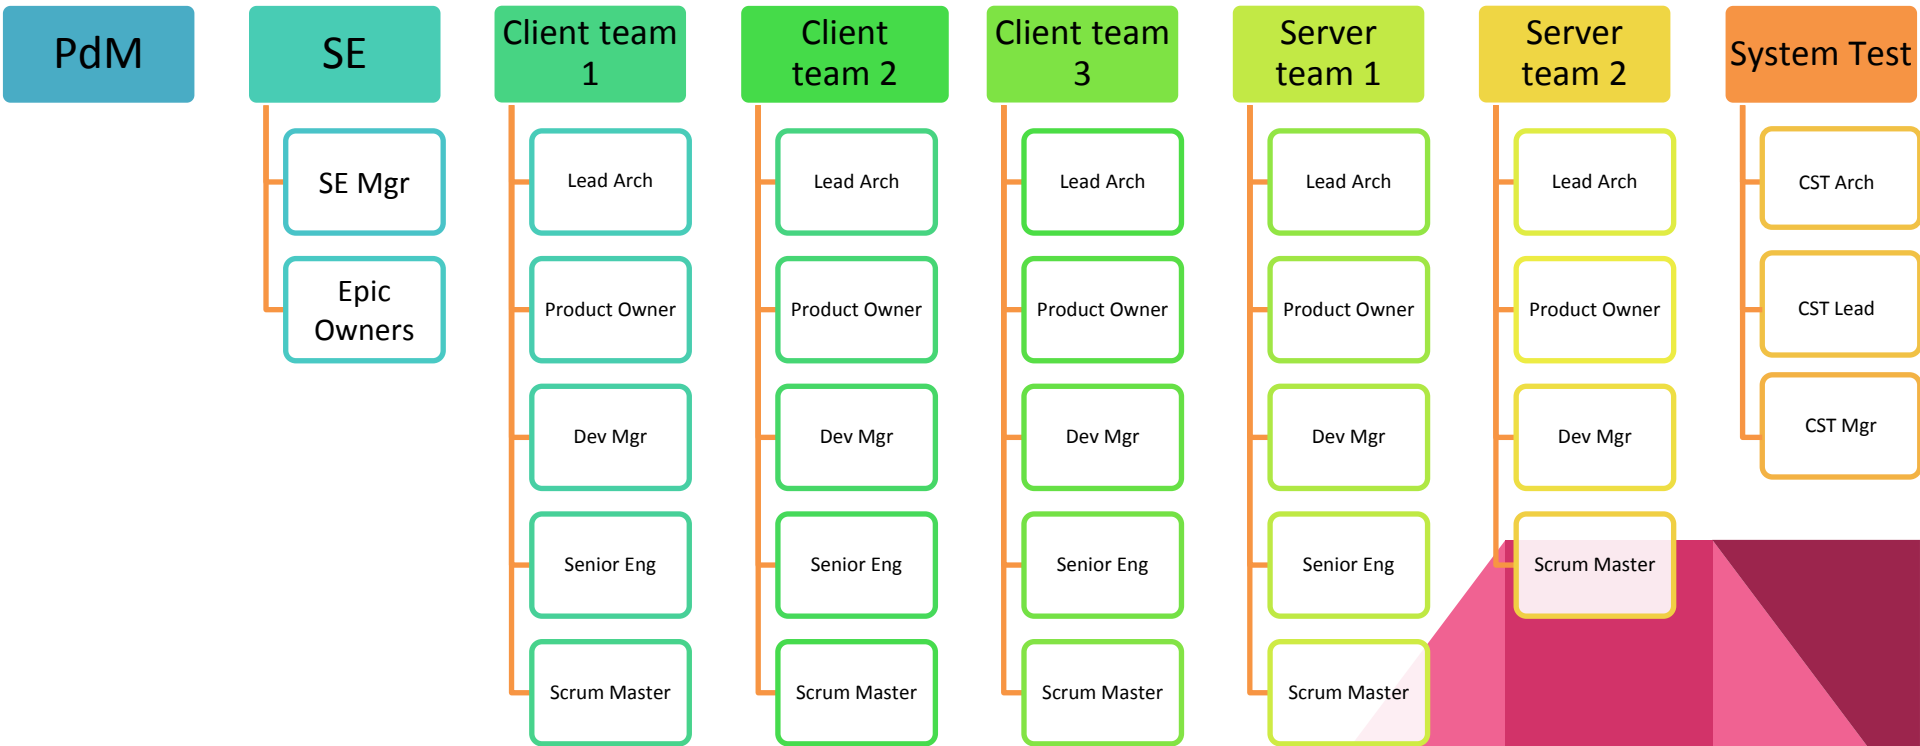 PdM
SE
SE Mgr
Epic
Owners
Client team
1
Lead Arch
Product Owner
Dev Mgr
Senior Eng
Scrum Master
Client
team 2
Lead Arch
Product Owner
Dev Mgr
Senior Eng
Scrum Master
Client team
3
Lead Arch
Product Owner
Dev Mgr
Senior Eng
Scrum Master
Server
team 1
Lead Arch
Product Owner
Dev Mgr
Senior Eng
Scrum Master
Server
team 2
Lead Arch
Product Owner
Dev Mgr
Scrum Master
System Test
CST Arch
CST Lead
CST Mgr